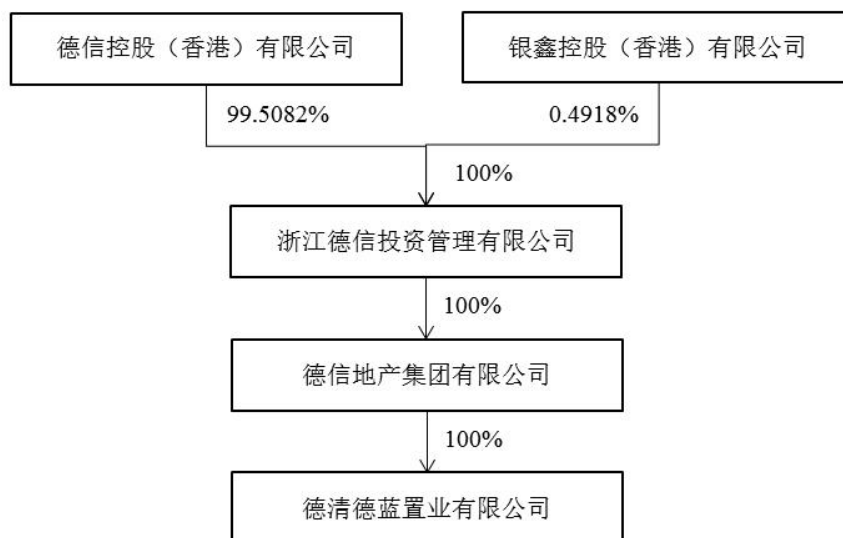 德信控股（香港）有限公司
银鑫控股（香港）有限公司
99.5082%
0.4918%
100%
浙江德信投资管理有限公司
100%
德信地产集团有限公司
100%
德清德蓝置业有限公司